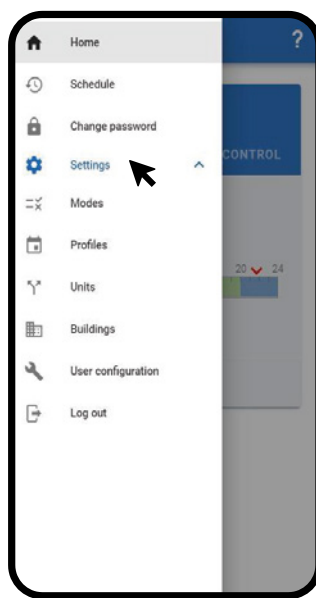 Home
?
Schedule
Change password
CONTROL
Settings
Modes
Profiles
20 24
Units
Buildings
User configuration
Log out